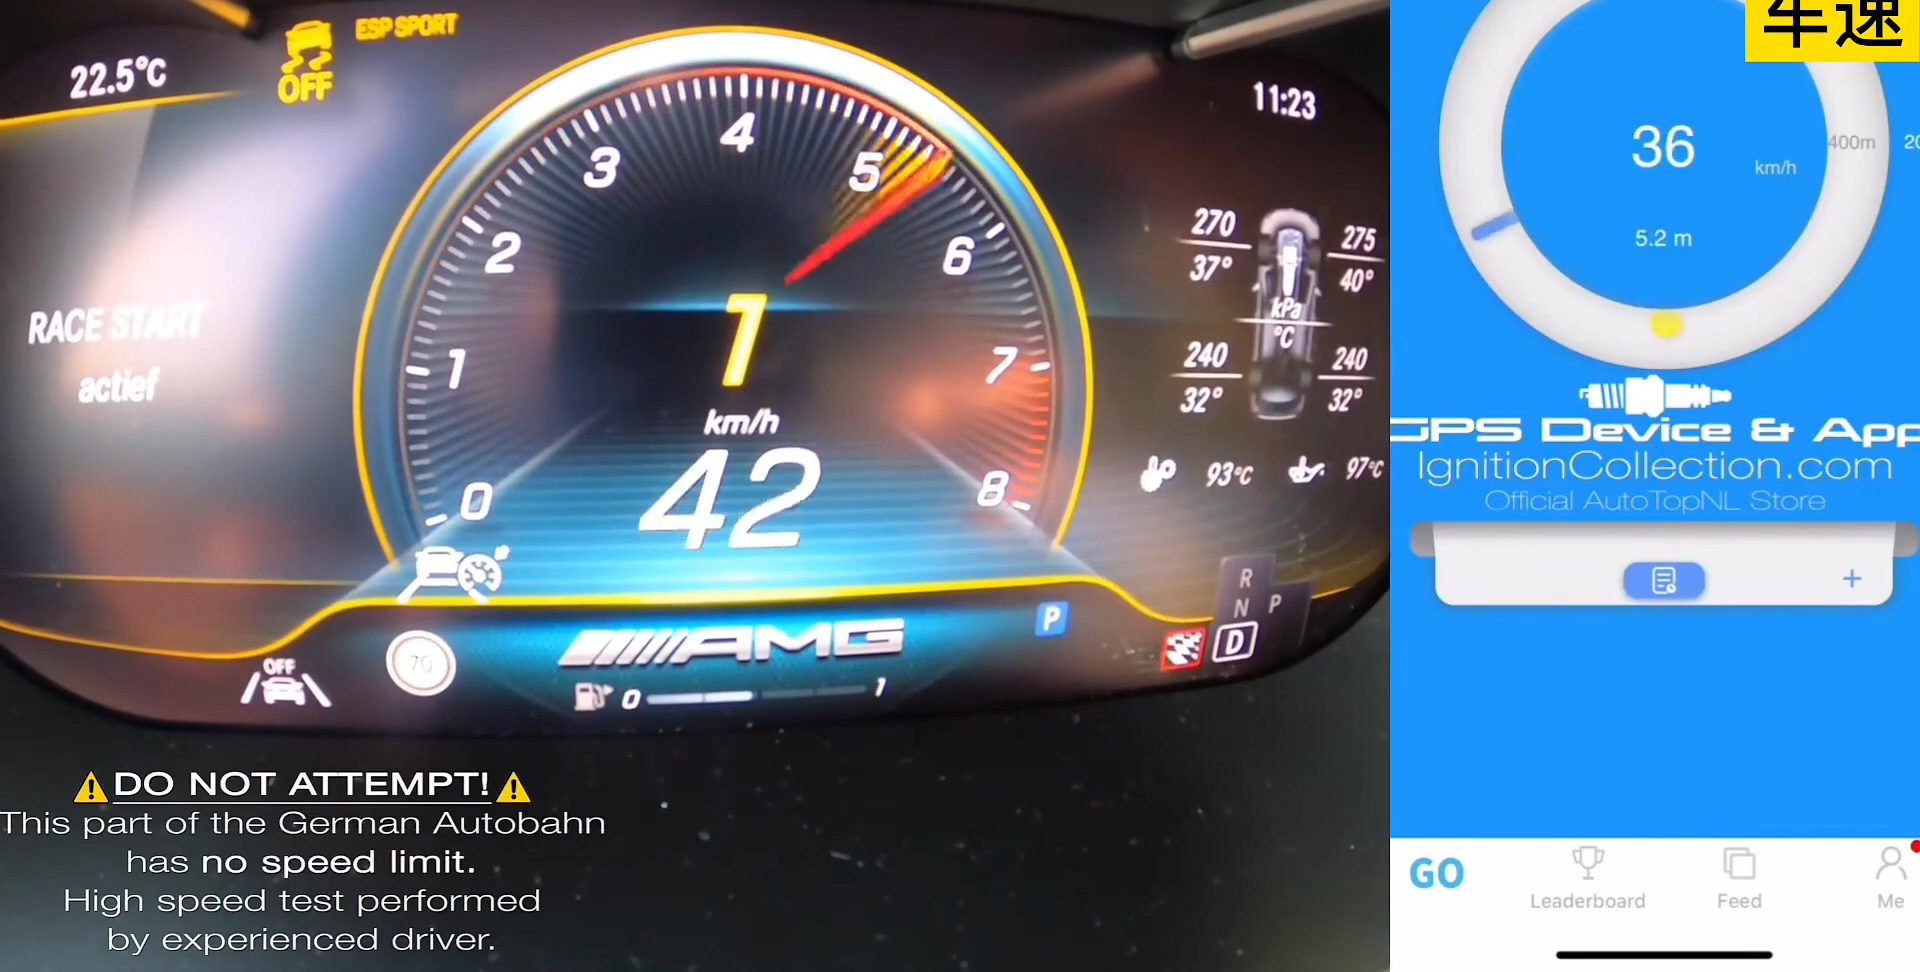 22.5°C
ESP SPORT
OFF
11:23
RACE START
actief
0
1
2
3
4
5
6
7
8
1
km/h
42
270
37°
275
40°
kPa
°C
240
32°
240
32°
93°C
97°C
R
N P
D
P
OFF
70
AMG
0
1
⚠DO NOT ATTEMPT!⚠
This part of the German Autobahn
has no speed limit.
High speed test performed
by experienced driver.
车速
36
km/h
400m
5.2 m
GPS Device & App
IgnitionCollection.com
Official AutoTopNL Store
+
GO
Leaderboard
Feed
Me